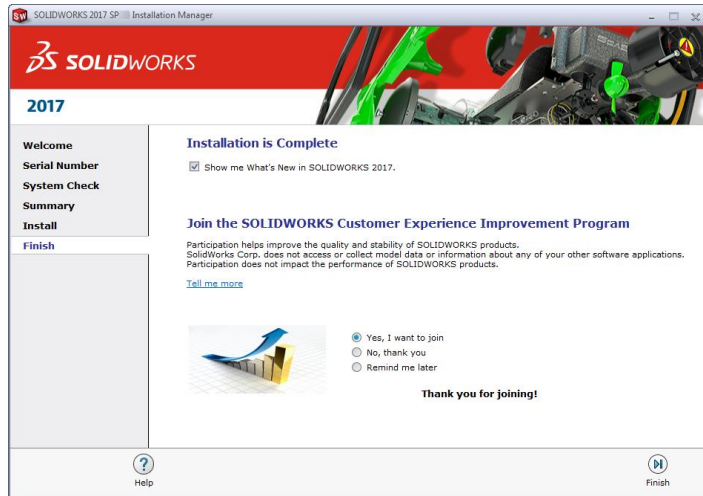 SW SOLIDWORKS 2017 SP Installation Manager
SOLIDWORKS
2017
Welcome
Serial Number
System Check
Summary
Install
Finish
Installation is Complete
Show me What's New in SOLIDWORKS 2017.
Join the SOLIDWORKS Customer Experience Improvement Program
Participation helps improve the quality and stability of SOLIDWORKS products.
SolidWorks Corp. does not access or collect model data or information about any of your other software applications.
Participation does not impact the performance of SOLIDWORKS products.
Tell me more
Yes, I want to join
No, thank you
Remind me later
Thank you for joining!
?
Help
Finish